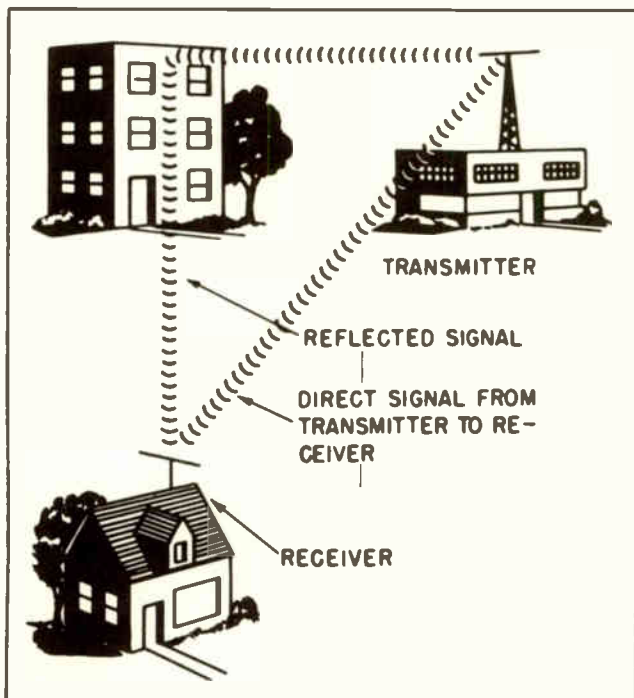 TRANSMITTER
REFLECTED SIGNAL
DIRECT SIGNAL FROM
TRANSMITTER TO RE-
CEIVER
RECEIVER